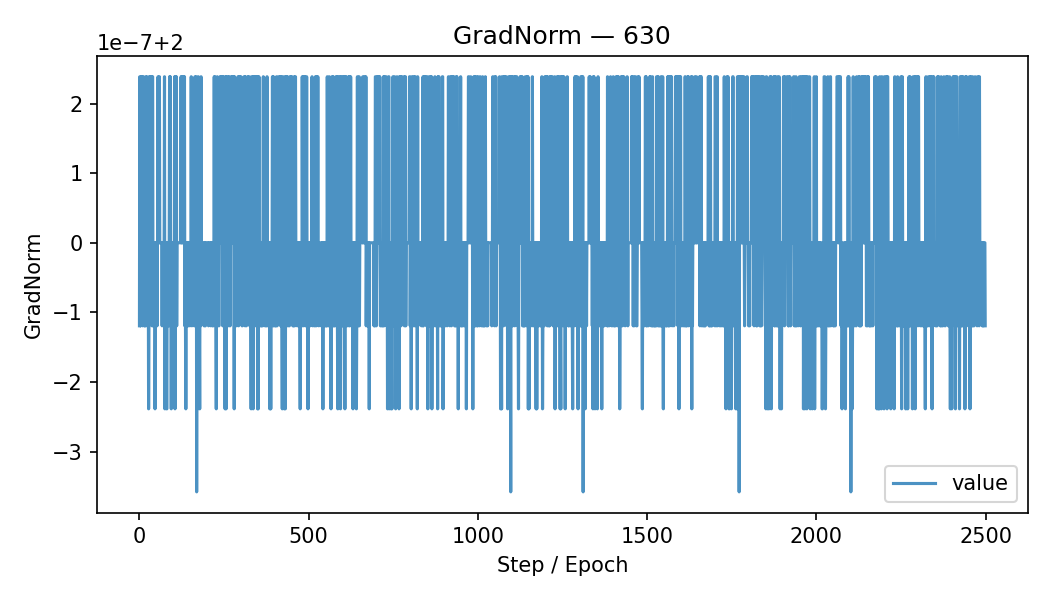 GradNorm — 630
1e−7+2
2
1
0
−1
−2
−3
GradNorm
0 500 1000 1500 2000 2500
Step / Epoch
value